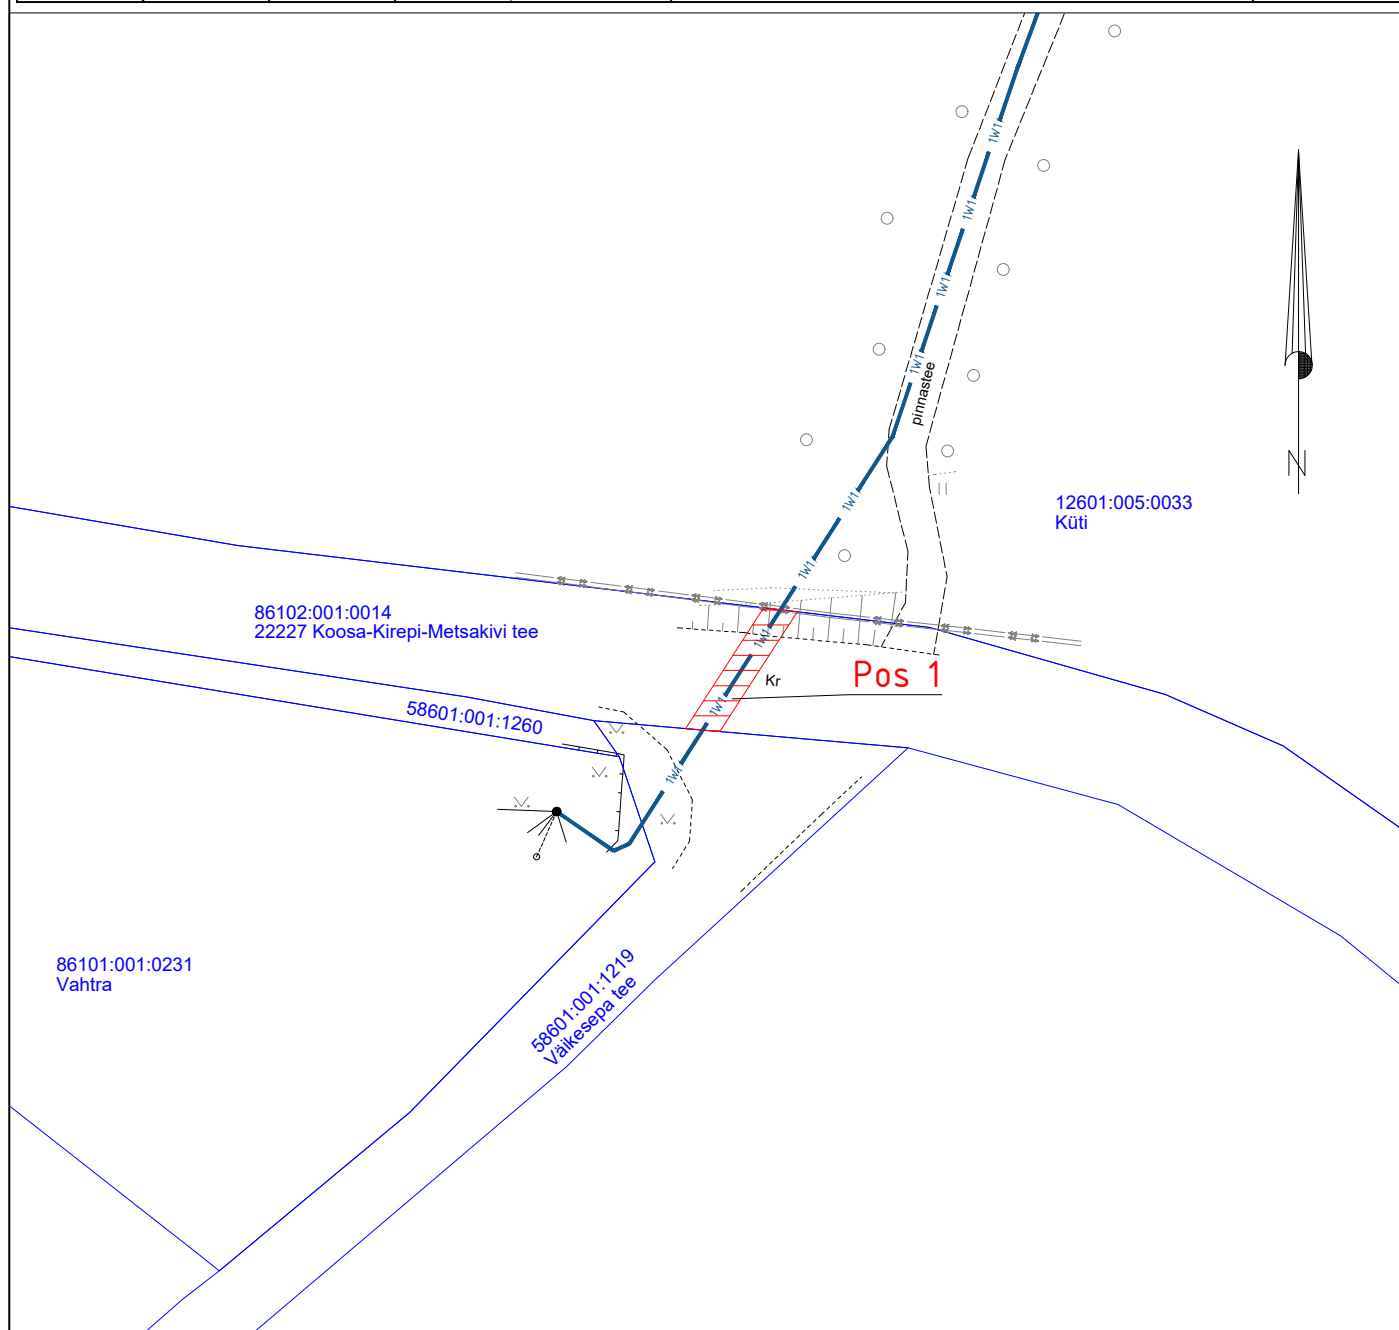 1W1
1W1
1W1
1W1
pinnastee
N
1W1
12601:005:0033
Küti
1W1
86102:001:0014
22227 Koosa-Kirepi-Metsakivi tee
1W1
Pos 1
Kr
1W1
58601:001:1260
1W1
86101:001:0231
Vahtra
58601:001:1219
Väikesepa tee